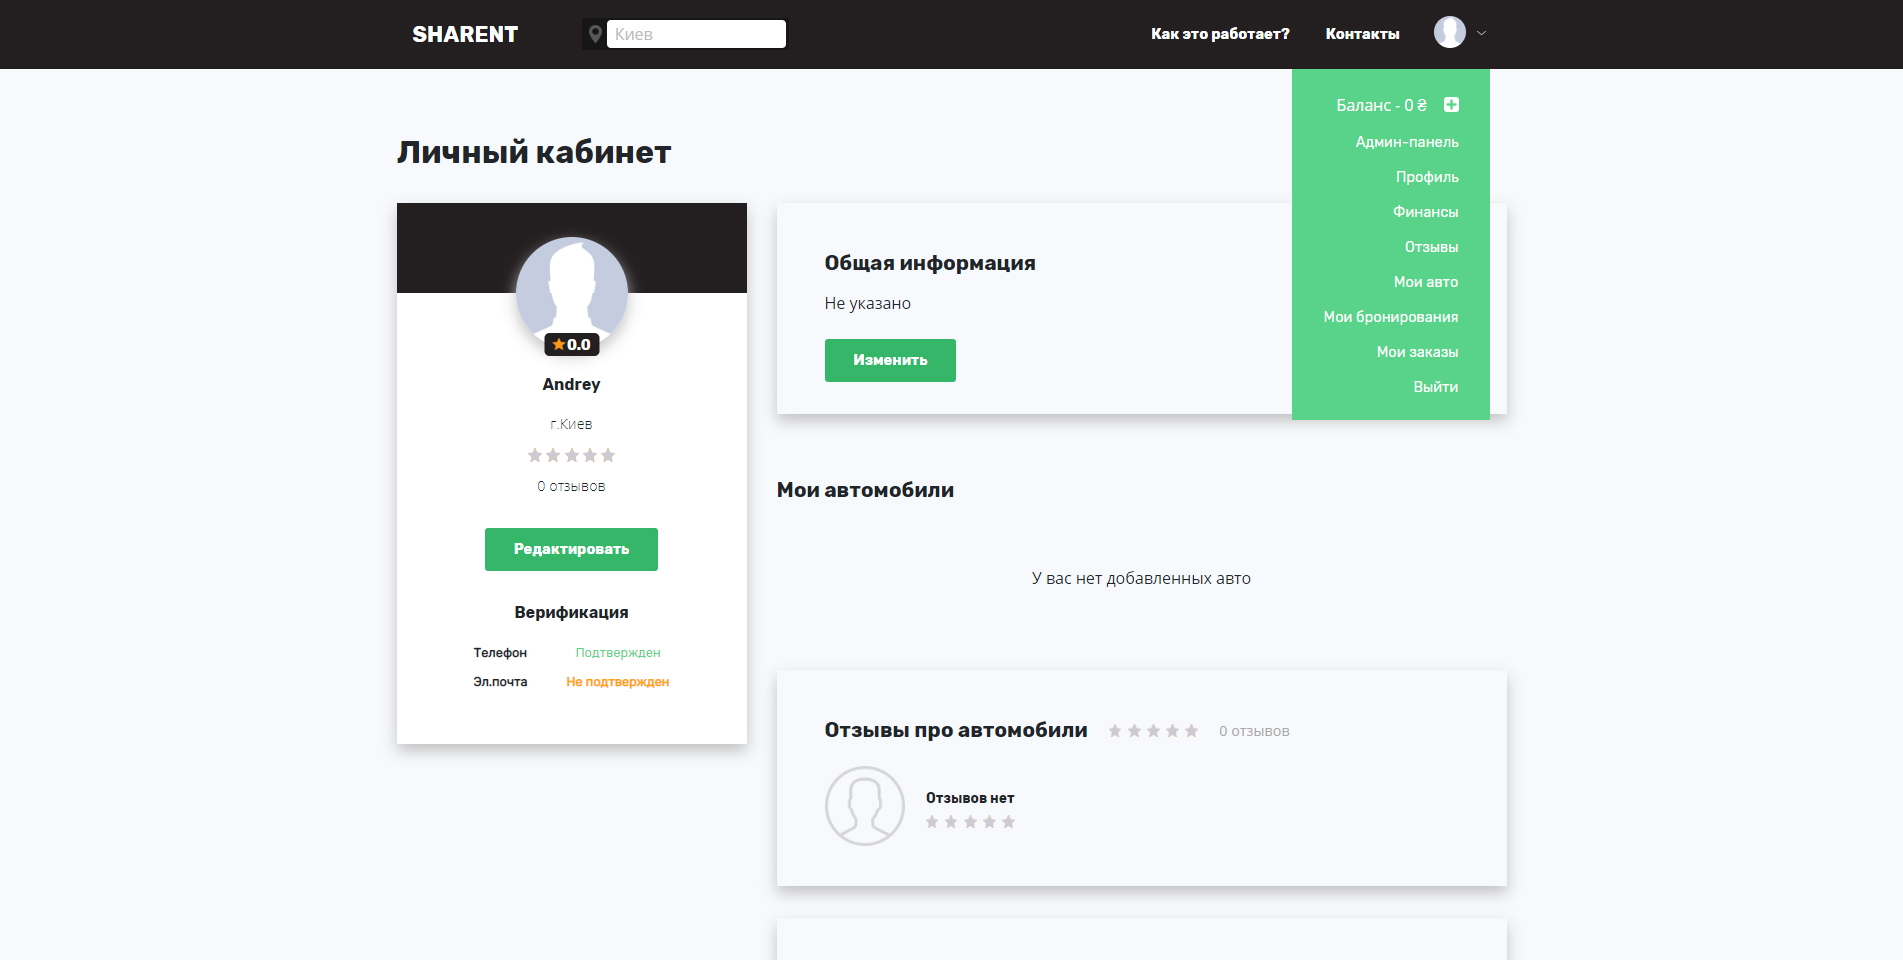 SHARENT
Киев
Как это работает?
Контакты
Баланс - 0 ₴
Админ-панель
Профиль
Финансы
Отзывы
Мои авто
Мои бронирования
Мои заказы
Выйти
Личный кабинет
0.0
Andrey
г.Киев
0 отзывов
Редактировать
Верификация
Телефон Подтвержден
Эл.почта Не подтвержден
Общая информация
Не указано
Изменить
Мои автомобили
У вас нет добавленных авто
Отзывы про автомобили 0 отзывов
Отзывов нет